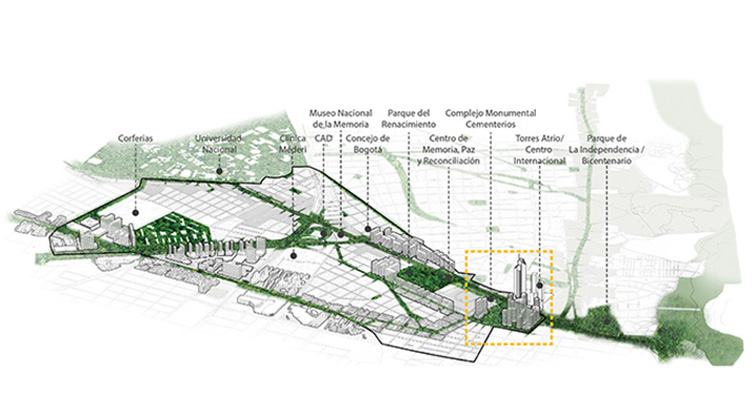 Corferias
Universidad
Nacional
Clínica
Méderi
CAD
Museo Nacional
de la Memoria
Concejo de
Bogotá
Parque del
Renacimiento
Centro de
Memoria, Paz
y Reconciliación
Complejo Monumental
Cementerios
Torres Atrio/
Centro
Internacional
Parque de
La Independencia /
Bicentenario